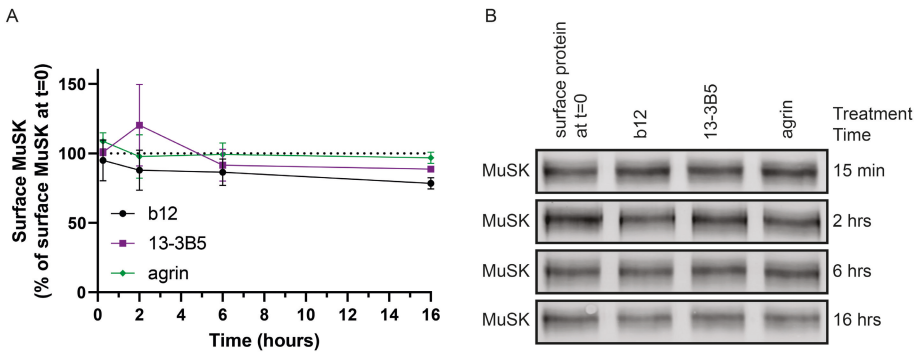 A
Surface MuSK
(% of surface MuSK at t=0)
150
100
50
0
b12
13-3B5
agrin
0 2 4 6 8 10 12 14 16
Time (hours)
B
surface protein
at t=0
b12
13-3B5
agrin
Treatment
Time
MuSK 15 min
MuSK 2 hrs
MuSK 6 hrs
MuSK 16 hrs